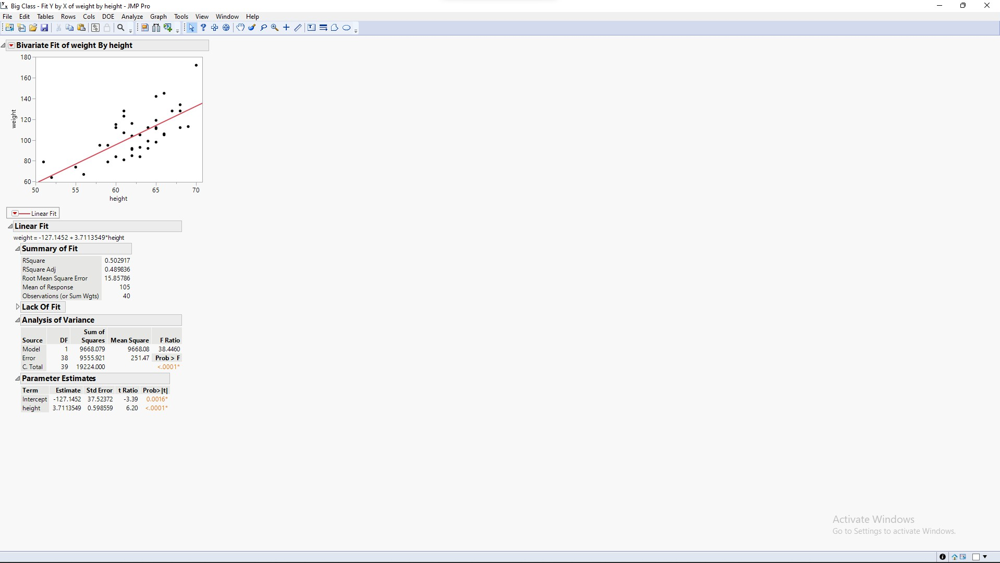 Big Class - Fit Y by X of weight by height - JMP Pro
File Edit Tables Rows Cols DOE Analyze Graph Tools View Window Help
Bivariate Fit of weight By height
180
160
140
120
100
80
60
weight
50 55 60 65 70
height
Linear Fit
Linear Fit
weight = -127.1452 + 3.7113549*height
Summary of Fit
RSquare 0.502917
RSquare Adj 0.489836
Root Mean Square Error 15.85786
Mean of Response 105
Observations (or Sum Wgts) 40
Lack Of Fit
Analysis of Variance
Sum of
Source DF Squares Mean Square F Ratio
Model 1 9668.079 9668.08 38.4460
Error 38 9555.921 251.47 Prob > F
C. Total 39 19224.000 <.0001*
Parameter Estimates
Term Estimate Std Error t Ratio Prob>|t|
Intercept -127.1452 37.52372 -3.39 0.0016*
height 3.7113549 0.598559 6.20 <.0001*
Activate Windows
Go to Settings to activate Windows.